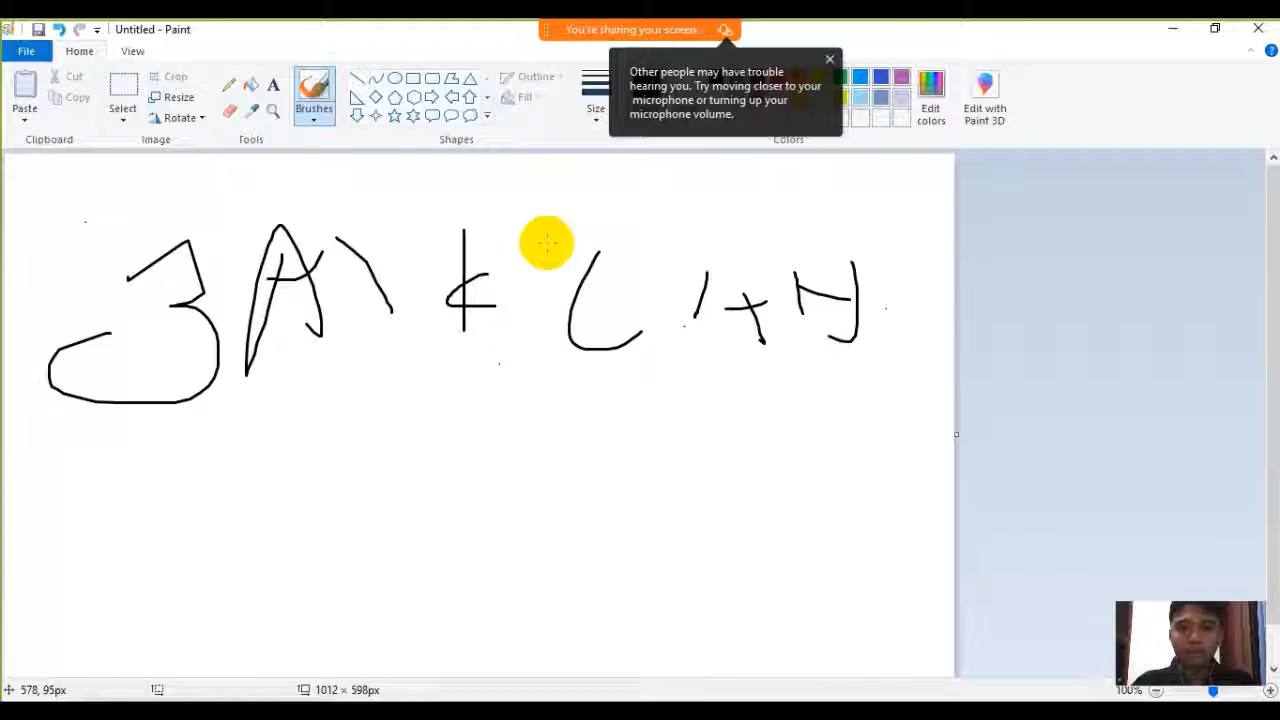 Untitled - Paint
You're sharing your screen...
File
Home
View
Other people may have trouble
hearing you. Try moving closer to your
microphone or turning up your
microphone volume.
Paste
Cut
Copy
Select
Crop
Resize
Rotate
Brushes
Outline
Fill
Size
Edit
colors
Edit with
Paint 3D
Clipboard
Image
Tools
Shapes
Colors
578, 95px
1012 × 598px
100%